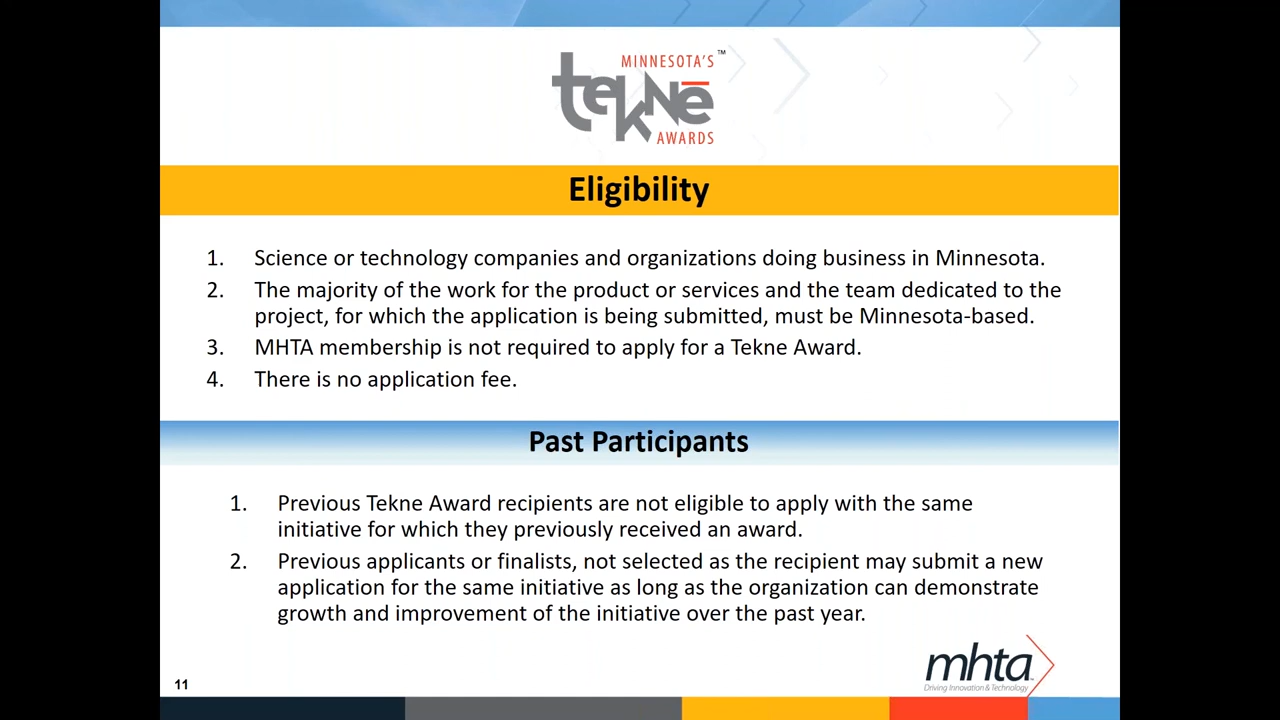 MINNESOTA'S™
teknē
AWARDS
Eligibility
1. Science or technology companies and organizations doing business in Minnesota.
2. The majority of the work for the product or services and the team dedicated to the
project, for which the application is being submitted, must be Minnesota-based.
3. MHTA membership is not required to apply for a Tekne Award.
4. There is no application fee.
Past Participants
1. Previous Tekne Award recipients are not eligible to apply with the same
initiative for which they previously received an award.
2. Previous applicants or finalists, not selected as the recipient may submit a new
application for the same initiative as long as the organization can demonstrate
growth and improvement of the initiative over the past year.
mhta
Driving Innovation & Technology
11